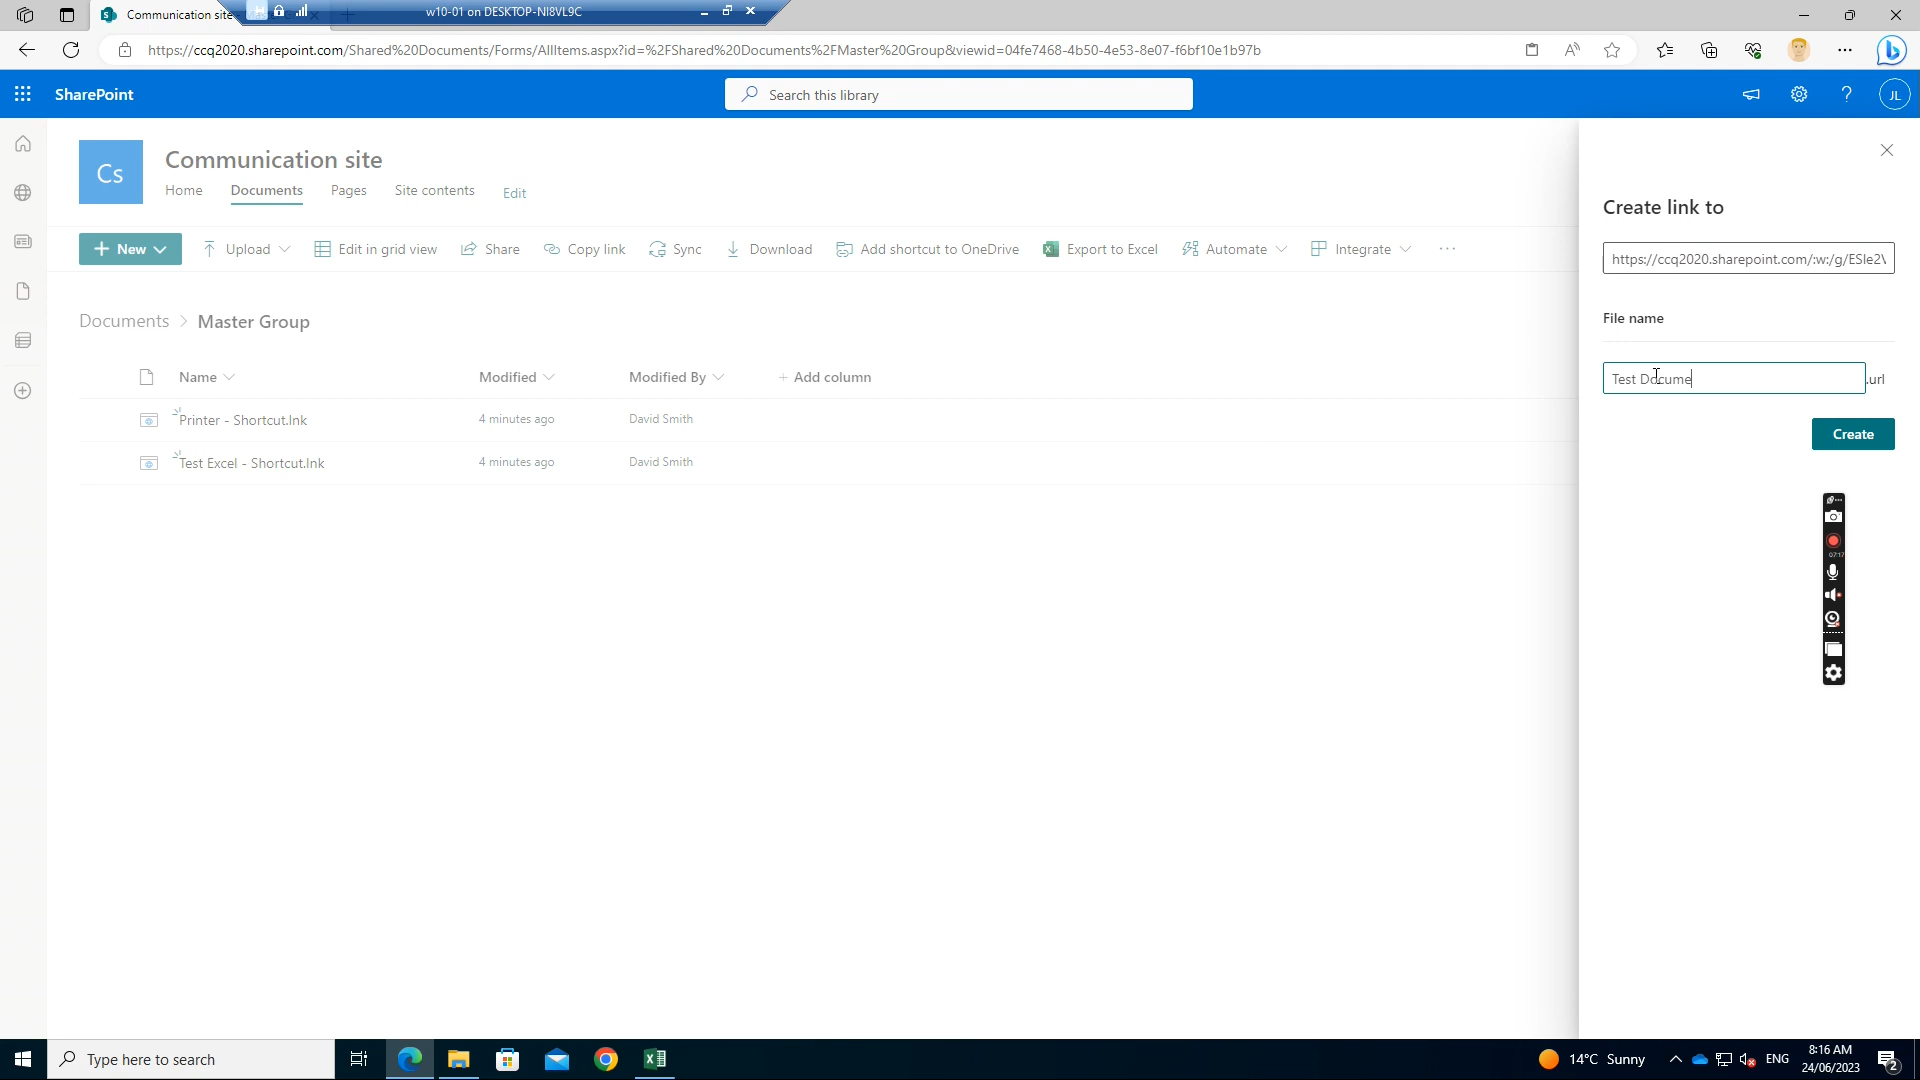 Communication site
w10-01 on DESKTOP-NI8VL9C
https://ccq2020.sharepoint.com/Shared%20Documents/Forms/AllItems.aspx?id=%2FShared%20Documents%2FMaster%20Group&viewid=04fe7468-4b50-4e53-8e07-f6bf10e1b97b
SharePoint
Search this library
JL
Cs
Communication site
Home Documents Pages Site contents Edit
New Upload Edit in grid view Share Copy link Sync Download Add shortcut to OneDrive Export to Excel Automate Integrate
Documents > Master Group
Name Modified Modified By + Add column
Printer - Shortcut.lnk 4 minutes ago David Smith
Test Excel - Shortcut.lnk 4 minutes ago David Smith
Create link to
https://ccq2020.sharepoint.com/:w:/g/ESIe2V
File name
Test Docume .url
Create
07:17
Type here to search
14°C Sunny
ENG
8:16 AM
24/06/2023
2